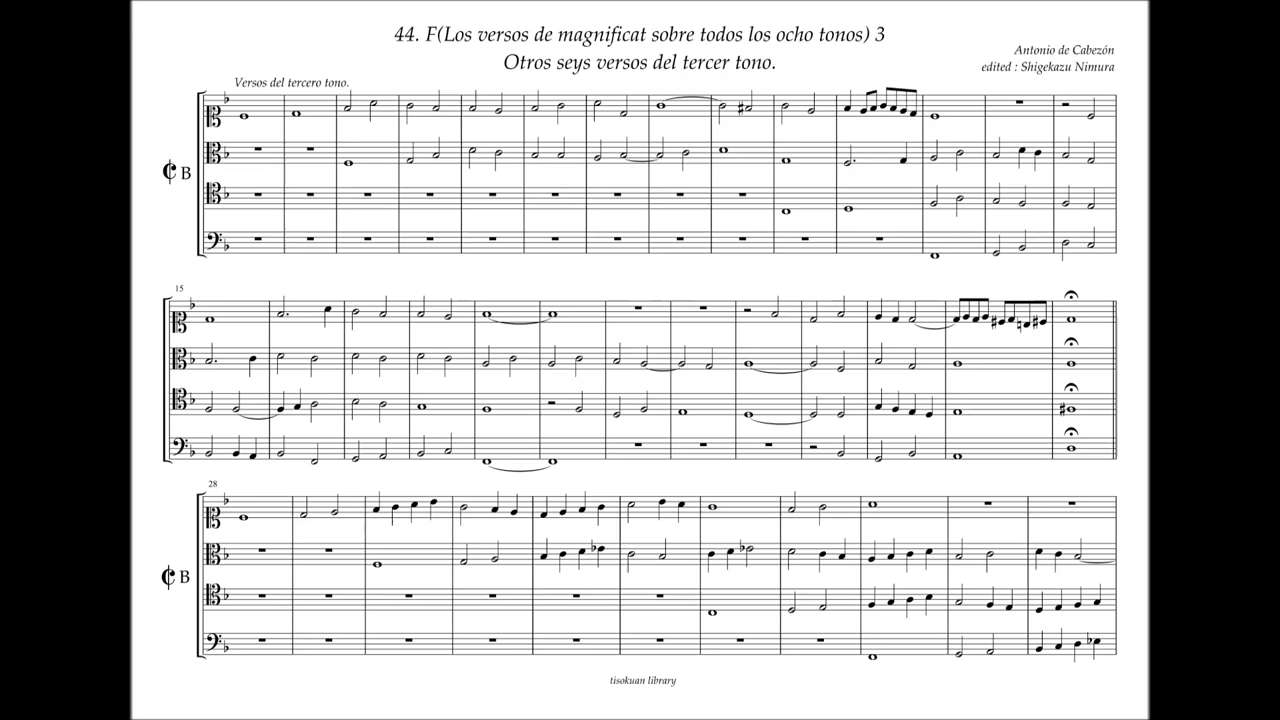 44. F(Los versos de magnificat sobre todos los ocho tonos) 3
Otros seys versos del tercer tono.
Antonio de Cabezón
edited : Shigekazu Nimura
Versos del tercero tono.
B
15
28
B
tisokuan library